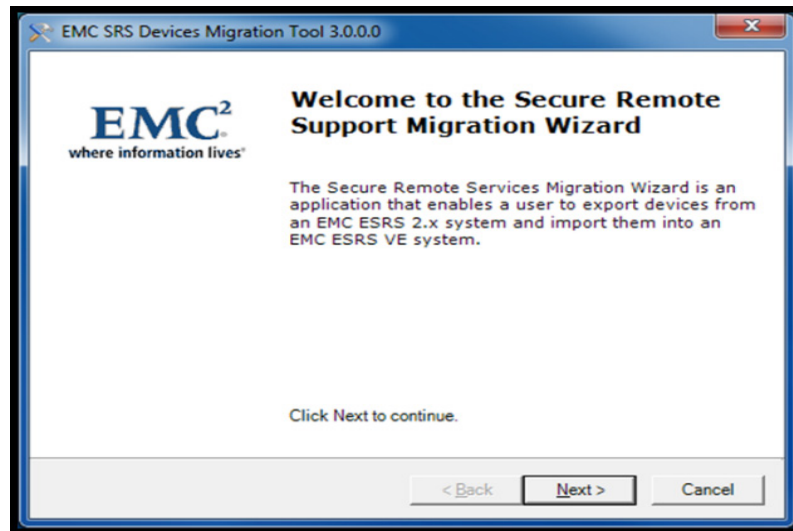 EMC SRS Devices Migration Tool 3.0.0.0
EMC²
where information lives®
Welcome to the Secure Remote
Support Migration Wizard
The Secure Remote Services Migration Wizard is an
application that enables a user to export devices from
an EMC ESRS 2.x system and import them into an
EMC ESRS VE system.
Click Next to continue.
< Back
Next >
Cancel